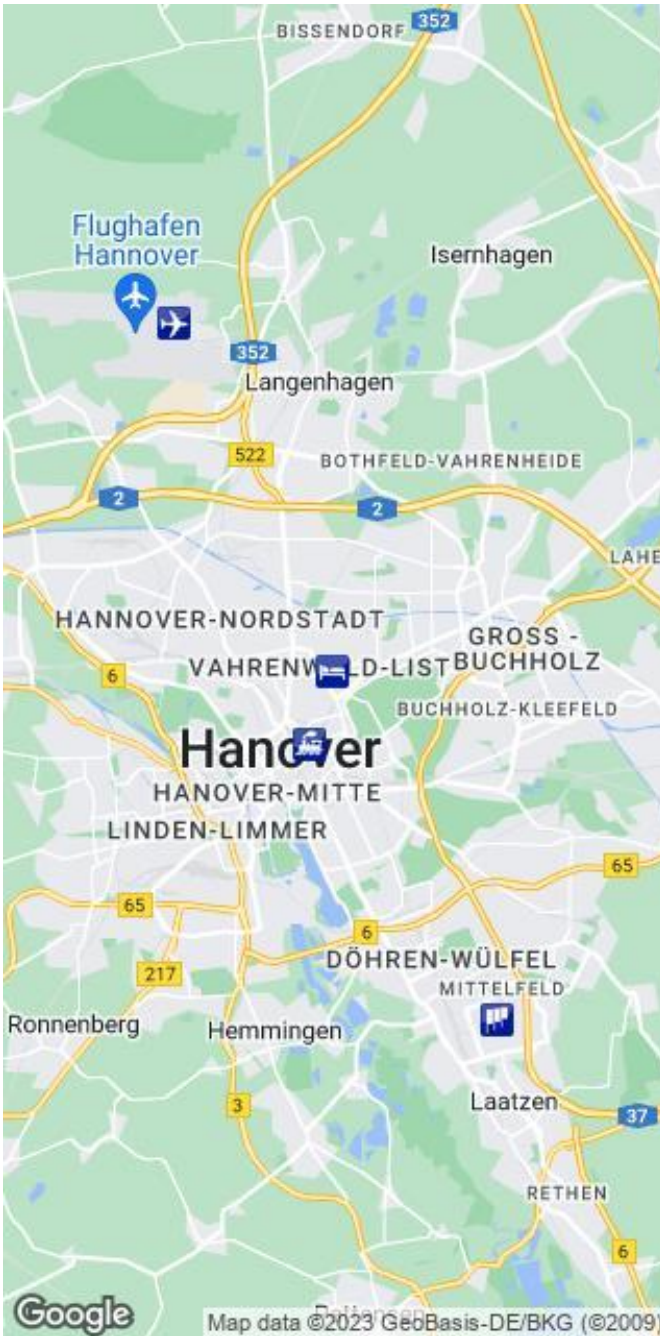 BISSENDORF
352
Flughafen
Hannover
Isernhagen
352
Langenhagen
522
BOTHFELD-VAHRENHEIDE
2
2
LAHE
HANNOVER-NORDSTADT
GROSS -
BUCHHOLZ
6
VAHRENW LD-LIST
BUCHHOLZ-KLEEFELD
Hanover
HANOVER-MITTE
LINDEN-LIMMER
65
65
6
DÖHREN-WÜLFEL
217
MITTELFELD
Ronnenberg
Hemmingen
3
Laatzen
37
RETHEN
6
Google
Map data ©2023 GeoBasis-DE/BKG (©2009)